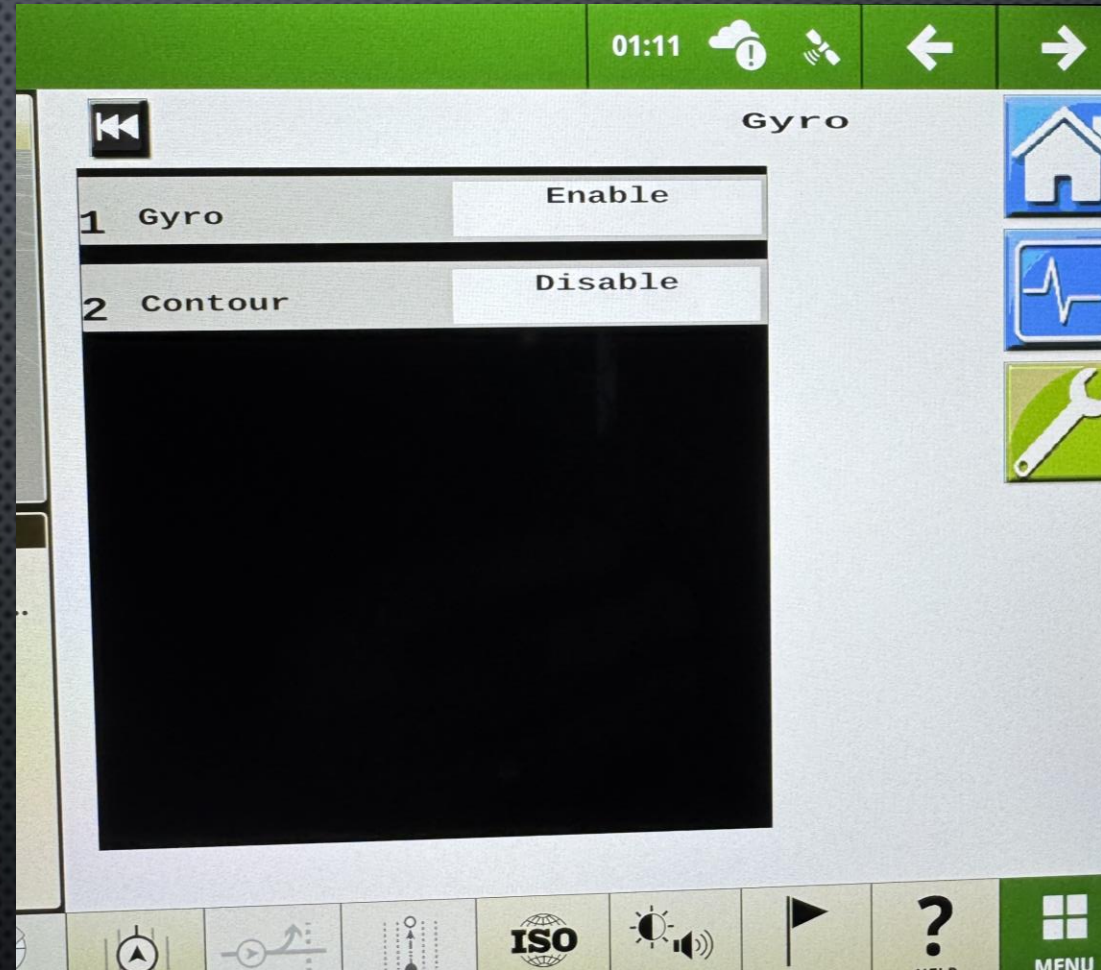 01:11
Gyro
1 Gyro Enable
2 Contour Disable
ISO
?
MENU